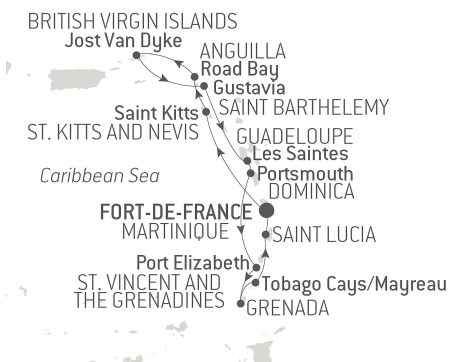 BRITISH VIRGIN ISLANDS
Jost Van Dyke
ANGUILLA
Road Bay
Gustavia
SAINT BARTHELEMY
Saint Kitts
ST. KITTS AND NEVIS
GUADELOUPE
Les Saintes
Caribbean Sea
Portsmouth
DOMINICA
FORT-DE-FRANCE
MARTINIQUE
SAINT LUCIA
Port Elizabeth
ST. VINCENT AND
THE GRENADINES
Tobago Cays/Mayreau
GRENADA